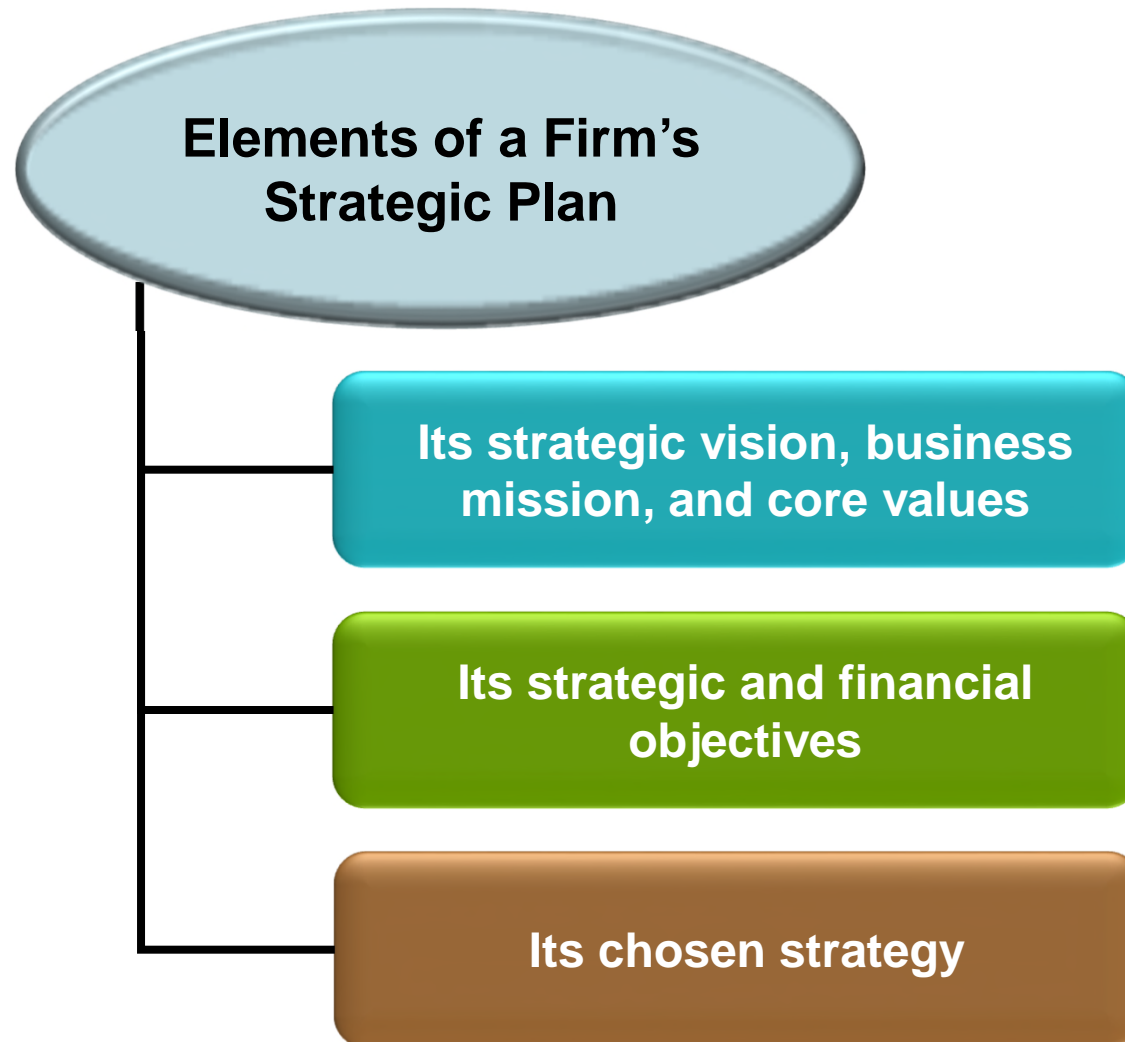 Elements of a Firm’s
Strategic Plan
Its strategic vision, business
mission, and core values
Its strategic and financial
objectives
Its chosen strategy